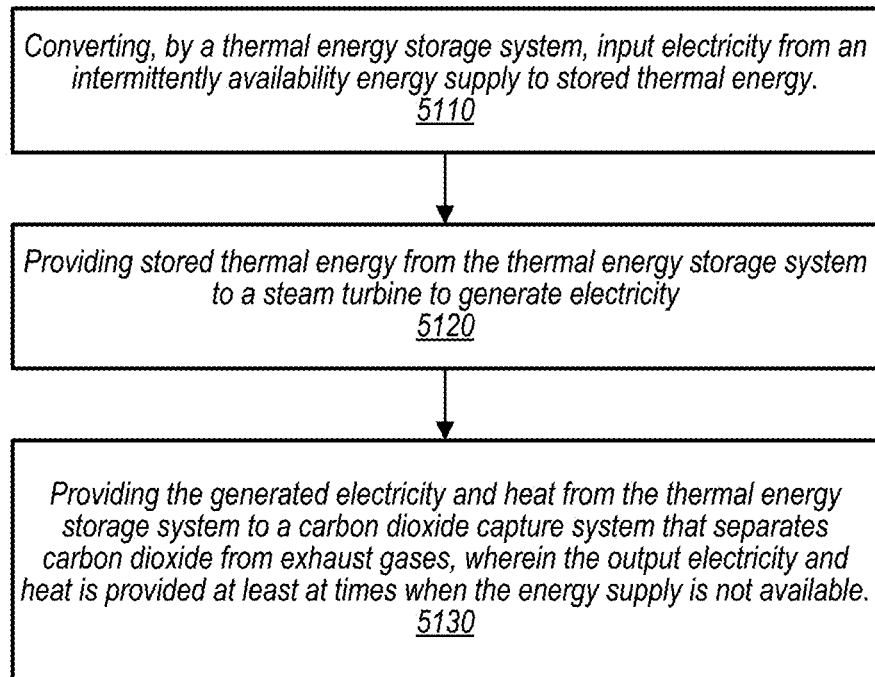 Converting, by a thermal energy storage system, input electricity from an
intermittently availability energy supply to stored thermal energy.
5110
Providing stored thermal energy from the thermal energy storage system
to a steam turbine to generate electricity
5120
Providing the generated electricity and heat from the thermal energy
storage system to a carbon dioxide capture system that separates
carbon dioxide from exhaust gases, wherein the output electricity and
heat is provided at least at times when the energy supply is not available.
5130